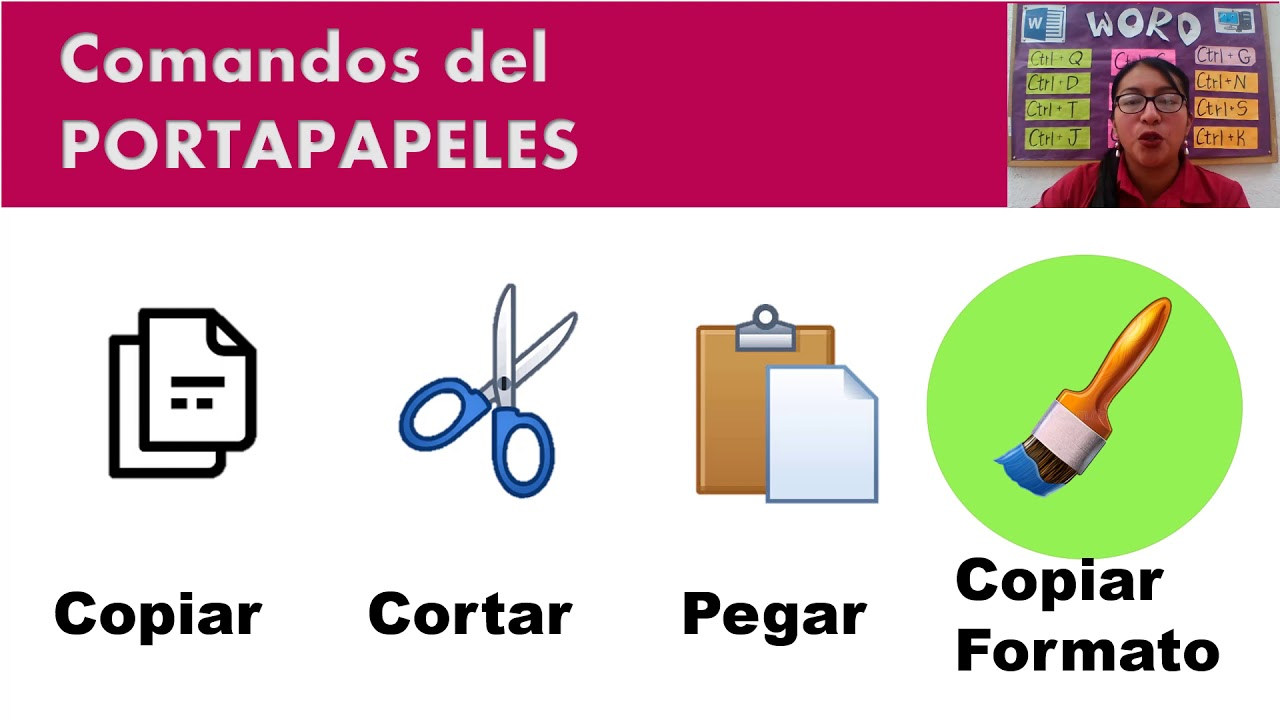 Comandos del
PORTAPAPELES
W
WORD
Ctrl + Q
Ctrl + G
Ctrl + D
Ctrl + N
Ctrl + T
Ctrl + S
Ctrl + J
Ctrl + K
Copiar
Cortar
Pegar
Copiar
Formato